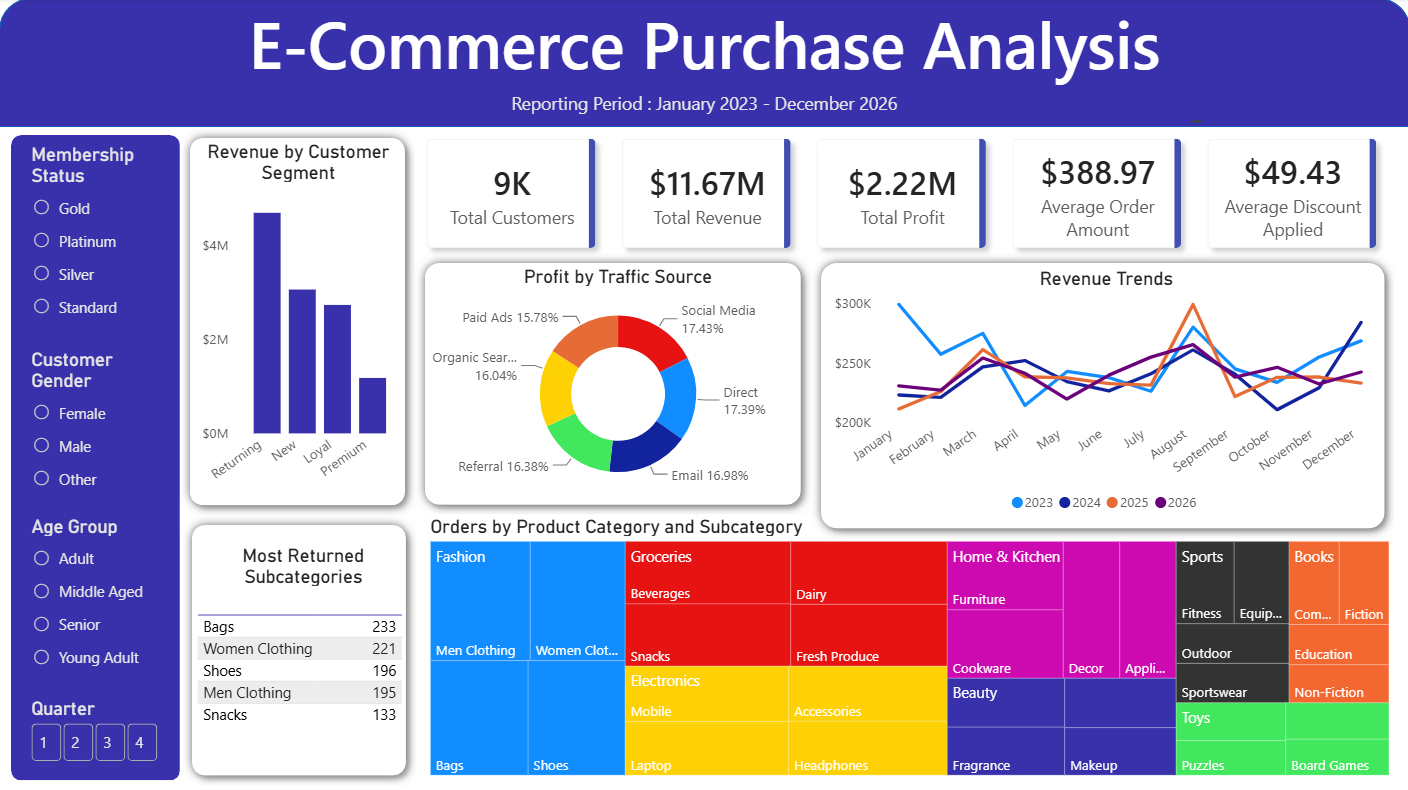 E-Commerce Purchase Analysis
Reporting Period : January 2023 - December 2026
Membership
Status
Gold
Platinum
Silver
Standard
Customer
Gender
Female
Male
Other
Age Group
Adult
Middle Aged
Senior
Young Adult
Quarter
1 2 3 4
Revenue by Customer
Segment
$4M
$2M
$0M
Returning
New
Loyal
Premium
Most Returned
Subcategories
Bags 233
Women Clothing 221
Shoes 196
Men Clothing 195
Snacks 133
9K
Total Customers
$11.67M
Total Revenue
$2.22M
Total Profit
$388.97
Average Order
Amount
$49.43
Average Discount
Applied
Profit by Traffic Source
Social Media
17.43%
Direct
17.39%
Email 16.98%
Referral 16.38%
Organic Sear...
16.04%
Paid Ads 15.78%
Revenue Trends
$300K
$250K
$200K
January
February
March
April
May
June
July
August
September
October
November
December
2023 2024 2025 2026
Orders by Product Category and Subcategory
Fashion
Men Clothing
Women Clot...
Bags
Shoes
Groceries
Beverages
Dairy
Snacks
Fresh Produce
Electronics
Mobile
Accessories
Laptop
Headphones
Home & Kitchen
Furniture
Cookware
Decor
Appli...
Beauty
Fragrance
Makeup
Sports
Fitness
Equip...
Outdoor
Sportswear
Books
Com...
Fiction
Education
Non-Fiction
Toys
Puzzles
Board Games